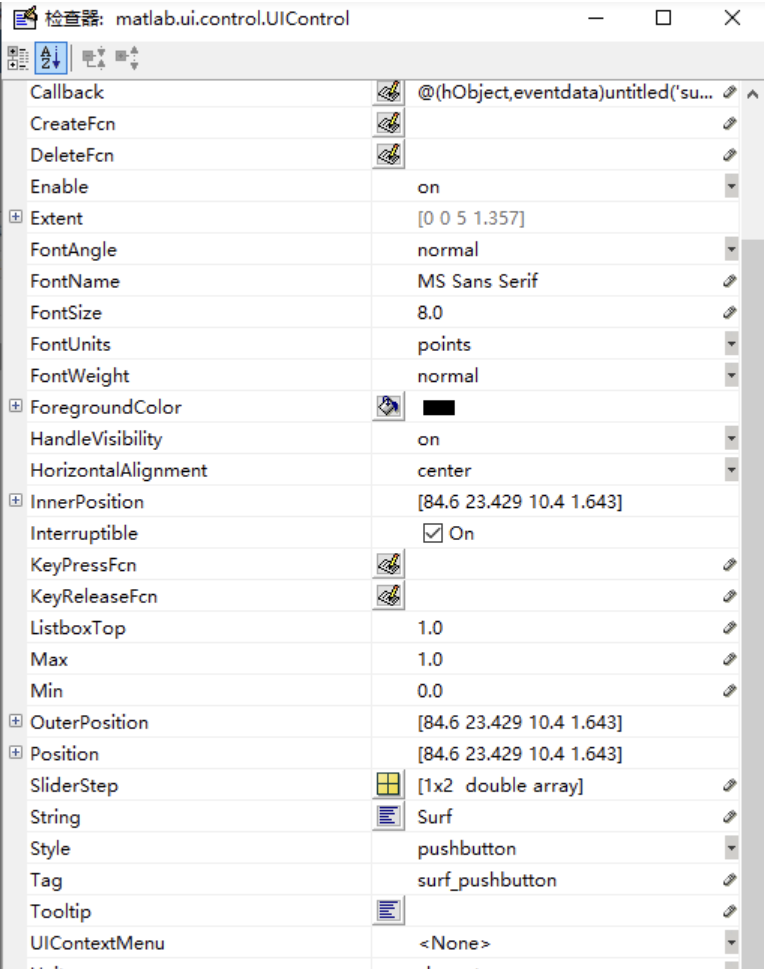 检查器: matlab.ui.control.UIControl
Callback @(hObject,eventdata)untitled('su...
CreateFcn
DeleteFcn
Enable on
Extent [0 0 5 1.357]
FontAngle normal
FontName MS Sans Serif
FontSize 8.0
FontUnits points
FontWeight normal
ForegroundColor
HandleVisibility on
HorizontalAlignment center
InnerPosition [84.6 23.429 10.4 1.643]
Interruptible On
KeyPressFcn
KeyReleaseFcn
ListboxTop 1.0
Max 1.0
Min 0.0
OuterPosition [84.6 23.429 10.4 1.643]
Position [84.6 23.429 10.4 1.643]
SliderStep [1x2 double array]
String Surf
Style pushbutton
Tag surf_pushbutton
Tooltip
UIContextMenu <None>